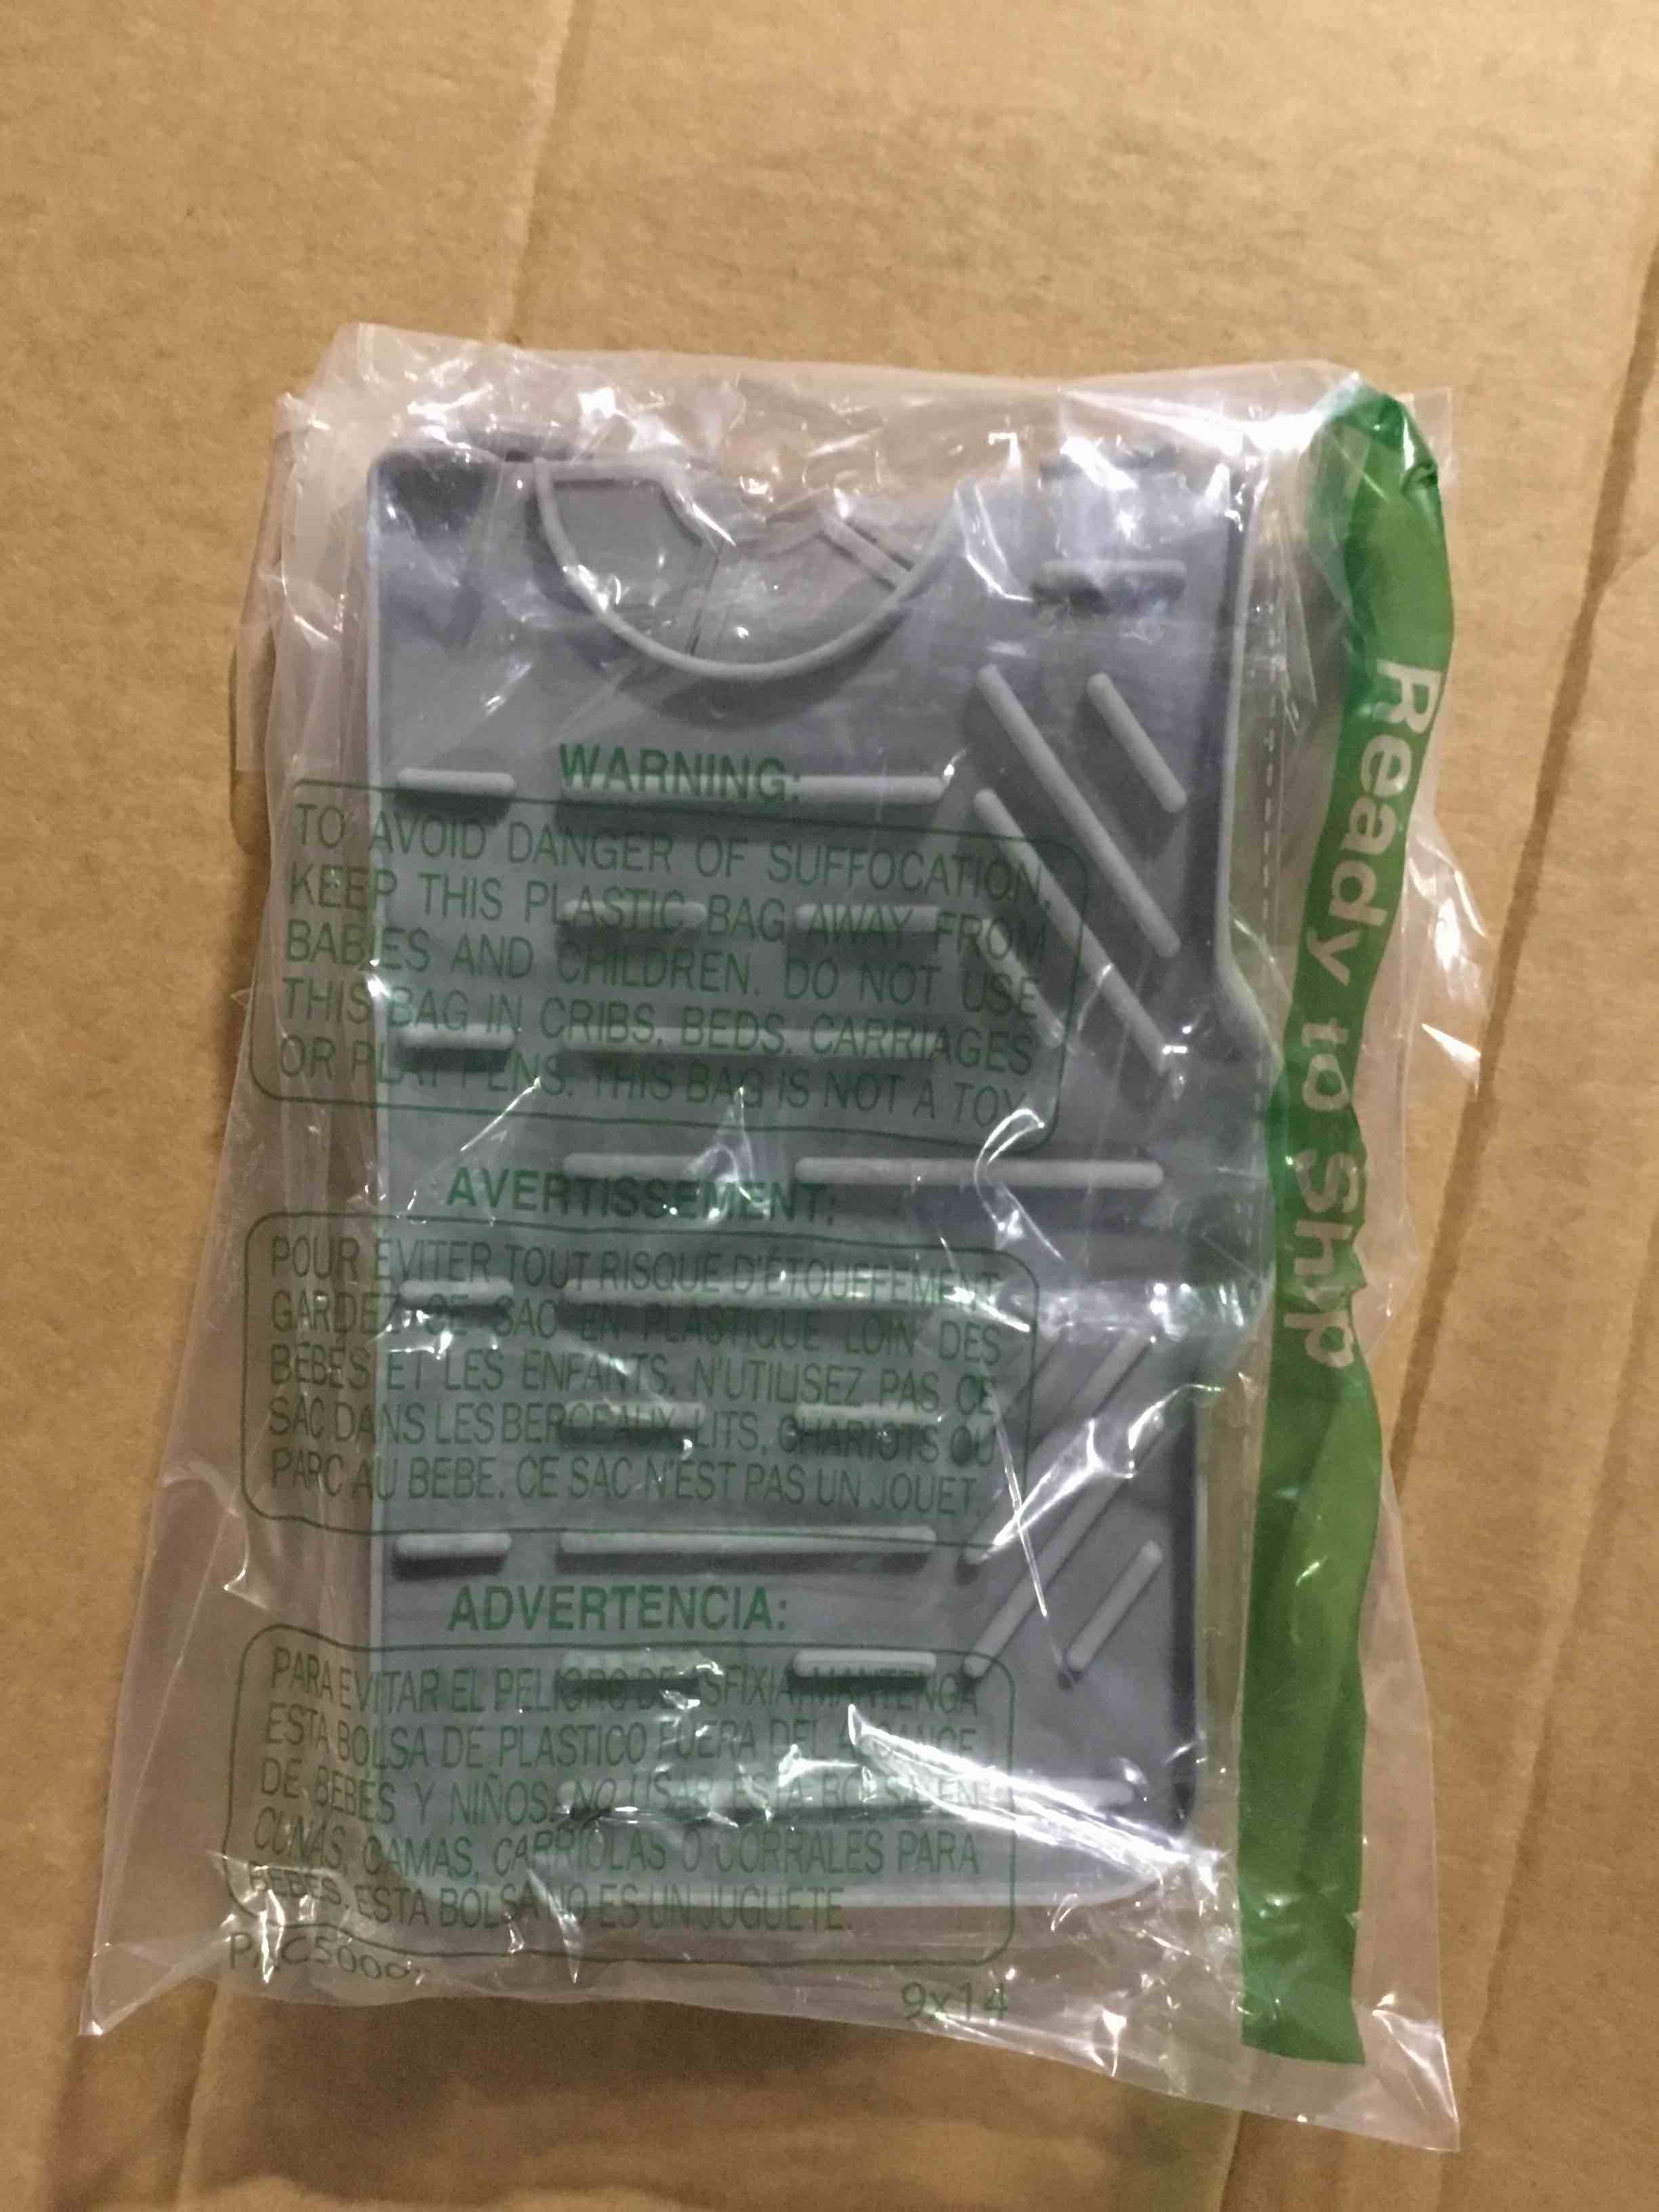 WARNING:
TO AVOID DANGER OF SUFFOCATION,
KEEP THIS PLASTIC BAG AWAY FROM
BABIES AND CHILDREN. DO NOT USE
THIS BAG IN CRIBS, BEDS, CARRIAGES
OR PLAY PENS. THIS BAG IS NOT A TOY
AVERTISSEMENT:
POUR EVITER TOUT RISQUE D'ÉTOUFFEMENT
GARDEZ CE SAC EN PLASTIQUE LOIN DES
BEBES ET LES ENFANTS. N'UTILISEZ PAS CE
SAC DANS LES BERCEAUX, LITS, CHARIOTS OU
PARC AU BEBE. CE SAC N'EST PAS UN JOUET.
ADVERTENCIA:
PARA EVITAR EL PELIGRO DE ASFIXIA, MANTENGA
ESTA BOLSA DE PLASTICO FUERA DEL ALCANCE
DE BEBÉS Y NIÑOS. NO USAR ESTA BOLSA EN
CUNAS, CAMAS, CARRIOLAS O CORRALES PARA
BEBES. ESTA BOLSA NO ES UN JUGUETE.
9x14
Ready to Ship